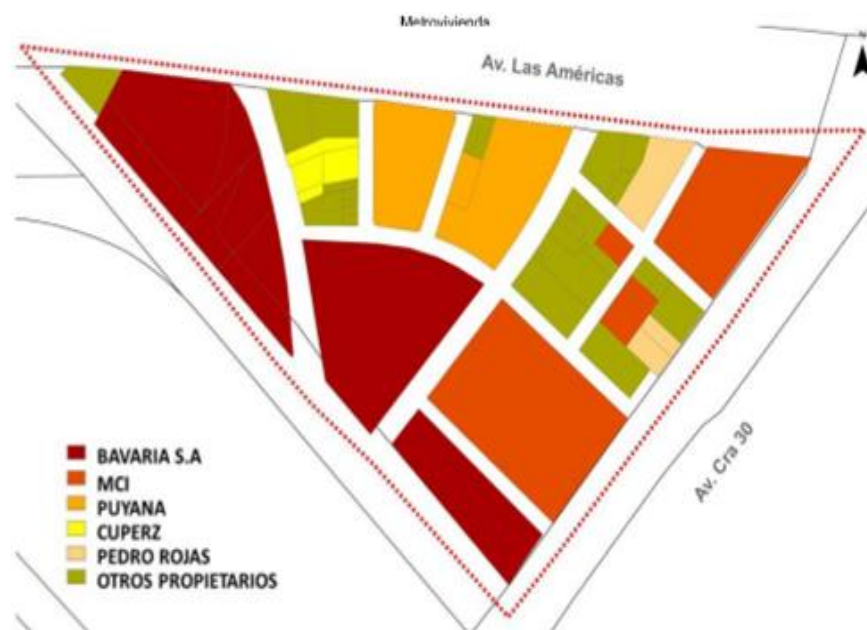 Metrovivienda
Av. Las Américas
Av. Cra 30
BAVARIA S.A
MCI
PUYANA
CUPERZ
PEDRO ROJAS
OTROS PROPIETARIOS